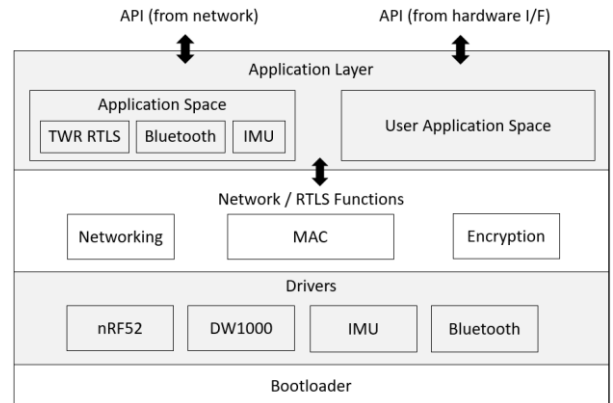 API (from network)
API (from hardware I/F)
Application Layer
Application Space
TWR RTLS
Bluetooth
IMU
User Application Space
Network / RTLS Functions
Networking
MAC
Encryption
Drivers
nRF52
DW1000
IMU
Bluetooth
Bootloader